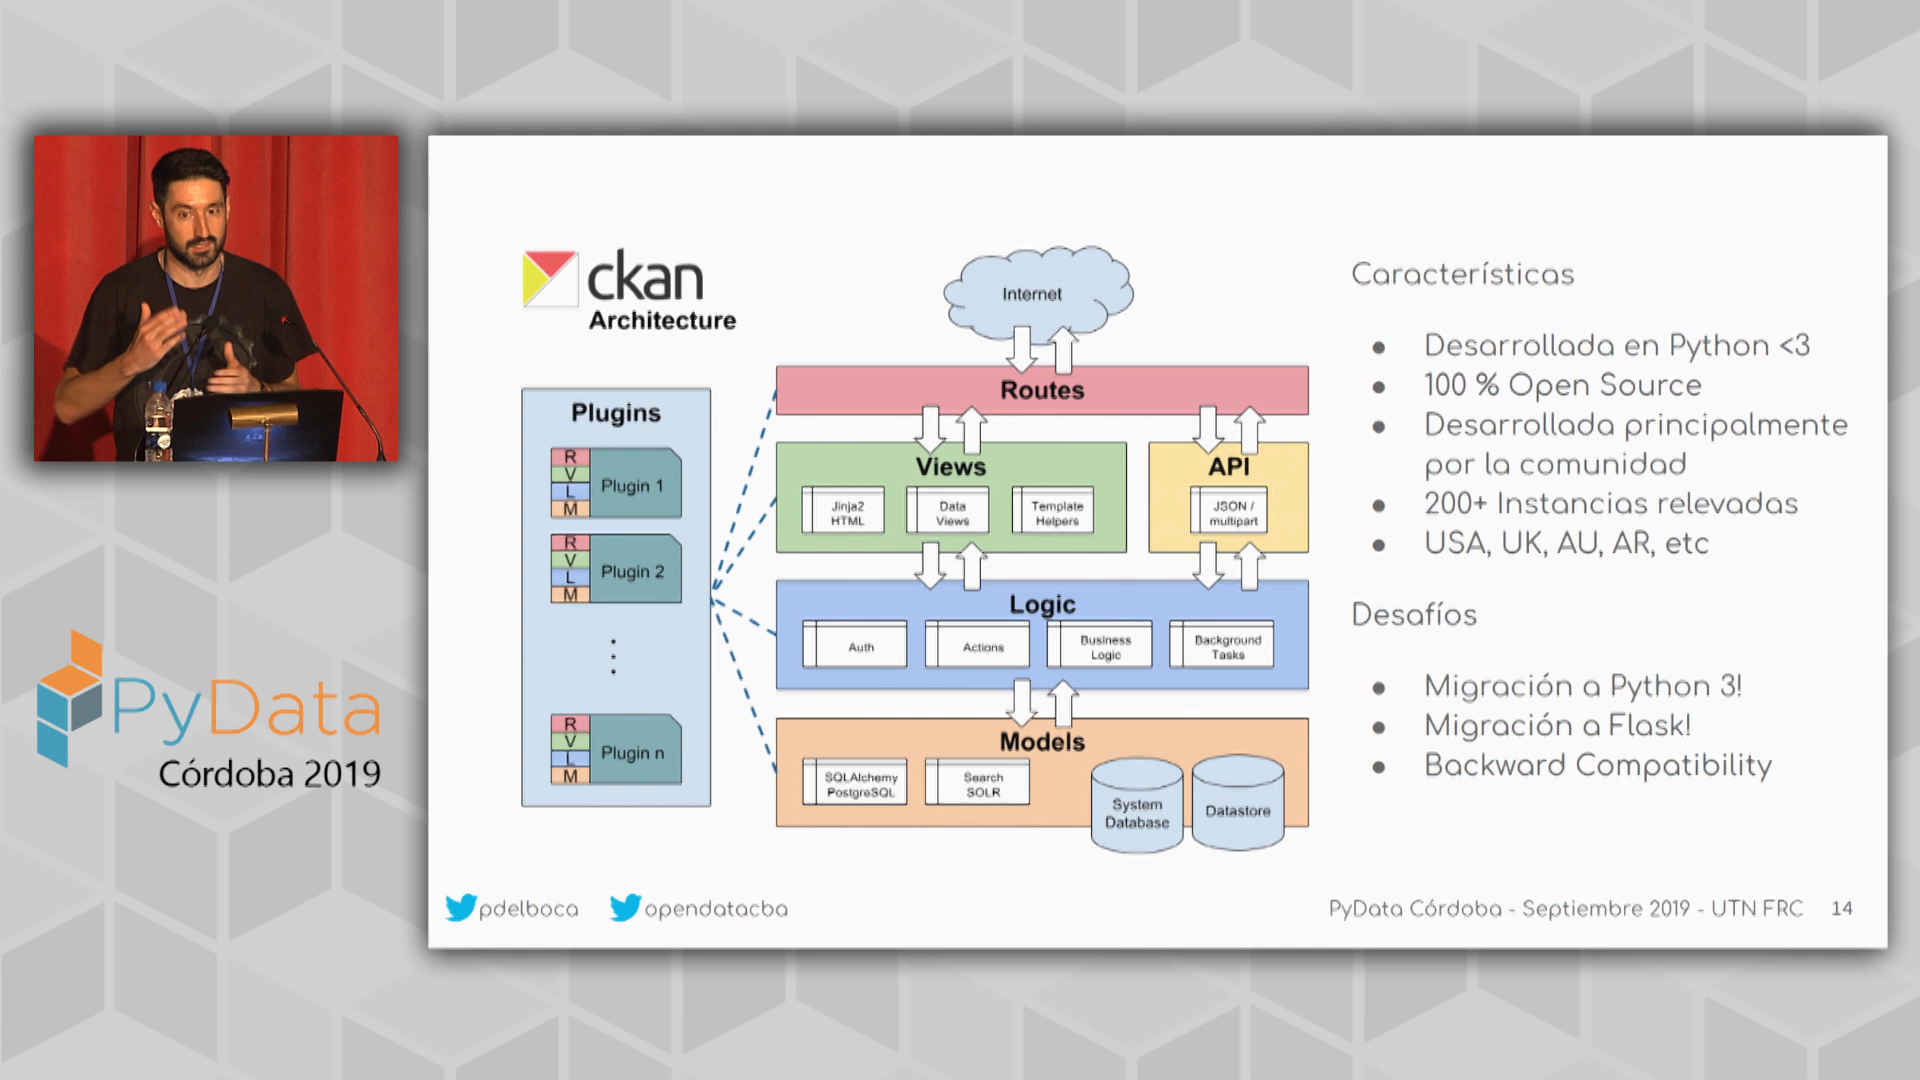 PyData
Córdoba 2019
ckan
Architecture
Plugins
R
V
L
M
Plugin 1
R
V
L
M
Plugin 2
R
V
L
M
Plugin n
Internet
Routes
Views
Jinja2
HTML
Data
Views
Template
Helpers
API
JSON /
multipart
Logic
Auth
Actions
Business
Logic
Background
Tasks
Models
SQLAlchemy
PostgreSQL
Search
SOLR
System
Database
Datastore
Características
● Desarrollada en Python <3
● 100 % Open Source
● Desarrollada principalmente
por la comunidad
● 200+ Instancias relevadas
● USA, UK, AU, AR, etc
Desafíos
● Migración a Python 3!
● Migración a Flask!
● Backward Compatibility
pdelboca
opendatacba
PyData Córdoba - Septiembre 2019 - UTN FRC 14